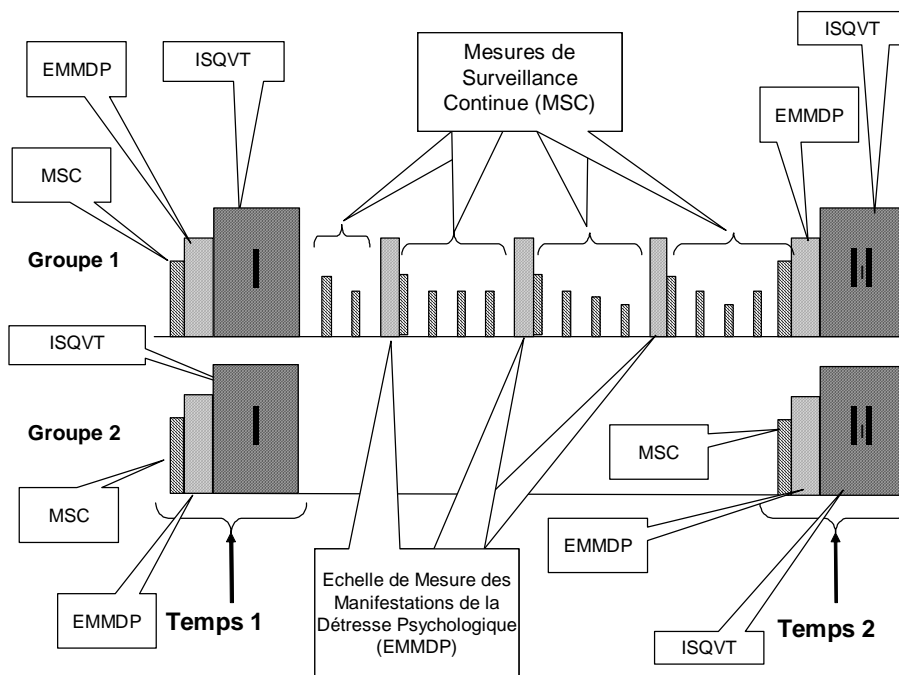 ISQVT
EMMDP
ISQVT
Mesures de
Surveillance
Continue (MSC)
EMMDP
MSC
Groupe 1
I
II
I
ISQVT
Groupe 2
I
II
I
MSC
MSC
EMMDP
EMMDP
Echelle de Mesure des
Manifestations de la
Détresse Psychologique
(EMMDP)
Temps 1
Temps 2
ISQVT